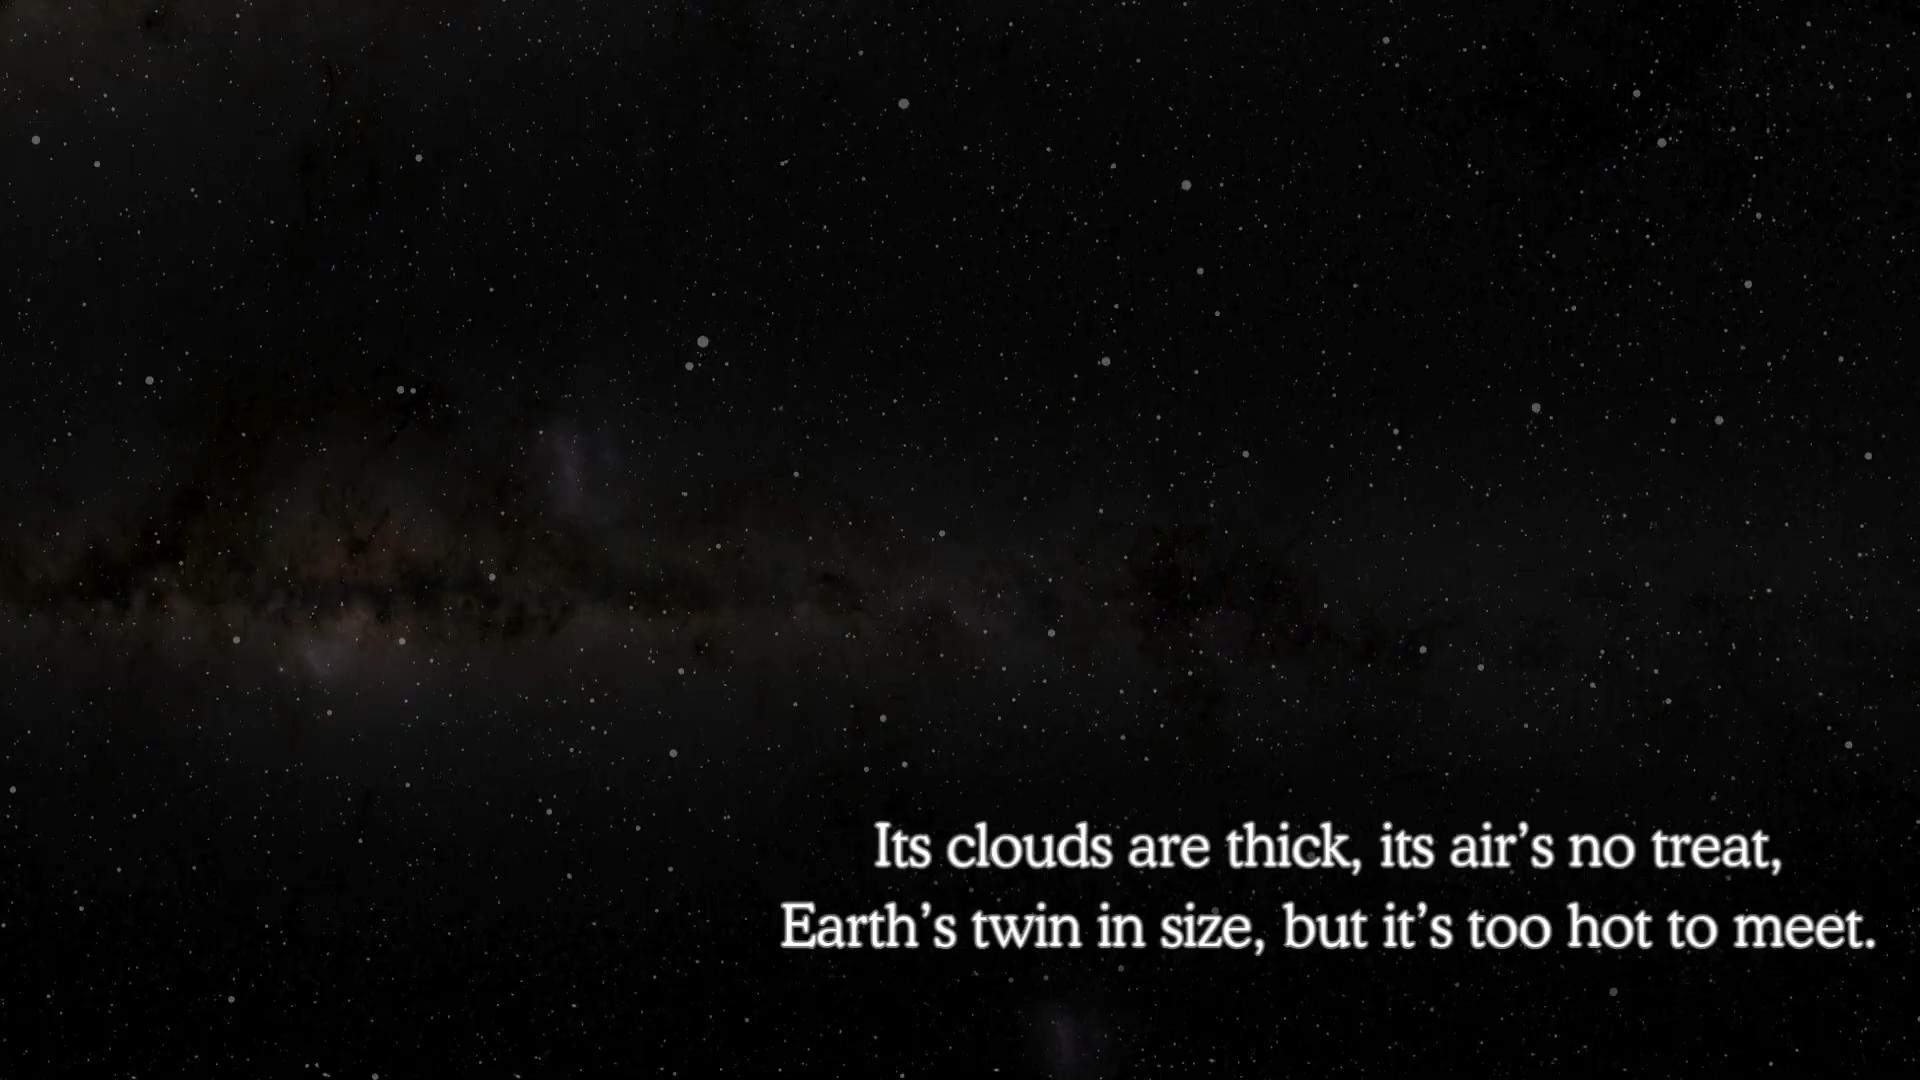 Its clouds are thick, its air’s no treat,
Earth’s twin in size, but it’s too hot to meet.